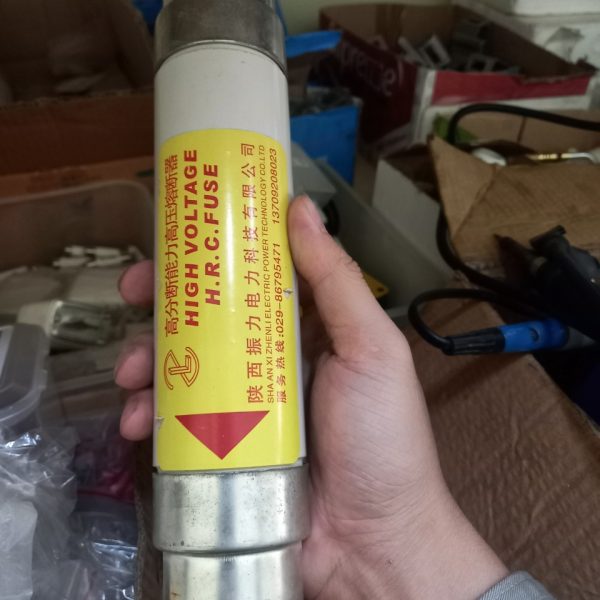 高分断能力高压熔断器
HIGH VOLTAGE
H.R.C.FUSE
陕西振力电力科技有限公司
SHAAN XI ZHENLI ELECTRIC POWER TECHNOLOGY CO.LTD
服务热线:029-86795471 13709208023